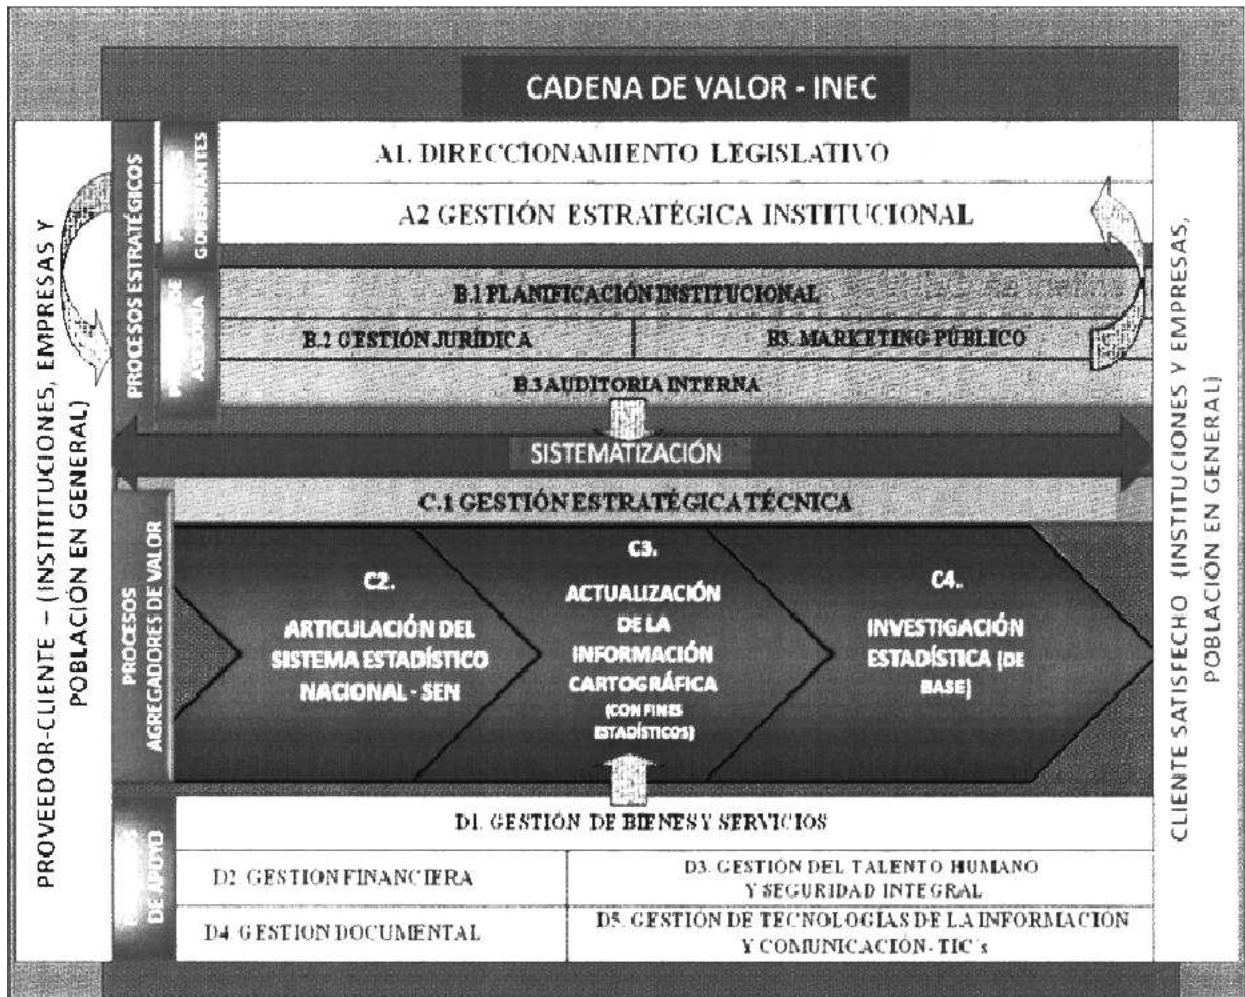 CADENA DE VALOR - INEC
PROVEEDOR-CLIENTE – (INSTITITUCIONES, EMPRESAS Y
POBLACIÓN EN GENERAL)
PROCESOS ESTRATÉGICOS
GOBERNANTES
A1. DIRECCIONAMIENTO LEGISLATIVO
A2 GESTIÓN ESTRATÉGICA INSTITUCIONAL
DE
ASESORÍA
B.1 PLANIFICACIÓN INSTITUCIONAL
B.2 GESTIÓN JURÍDICA
B3. MARKETING PÚBLICO
B.3 AUDITORIA INTERNA
SISTEMATIZACIÓN
PROCESOS
AGREGADORES DE VALOR
C.1 GESTIÓN ESTRATÉGICA TÉCNICA
C2.
ARTICULACIÓN DEL
SISTEMA ESTADÍSTICO
NACIONAL - SEN
C3.
ACTUALIZACIÓN
DE LA
INFORMACIÓN
CARTOGRÁFICA
(CON FINES
ESTADÍSTICOS)
C4.
INVESTIGACIÓN
ESTADÍSTICA (DE
BASE)
DE APOYO
D1. GESTIÓN DE BIENES Y SERVICIOS
D2. GESTION FINANCIERA
D3. GESTIÓN DEL TALENTO HUMANO
Y SEGURIDAD INTEGRAL
D4. GESTION DOCUMENTAL
D5. GESTIÓN DE TECNOLOGÍAS DE LA INFORMACIÓN
Y COMUNICACIÓN- TIC´s
CLIENTE SATISFECHO (INSTITUCIONES Y EMPRESAS,
POBLACIÓN EN GENERAL)